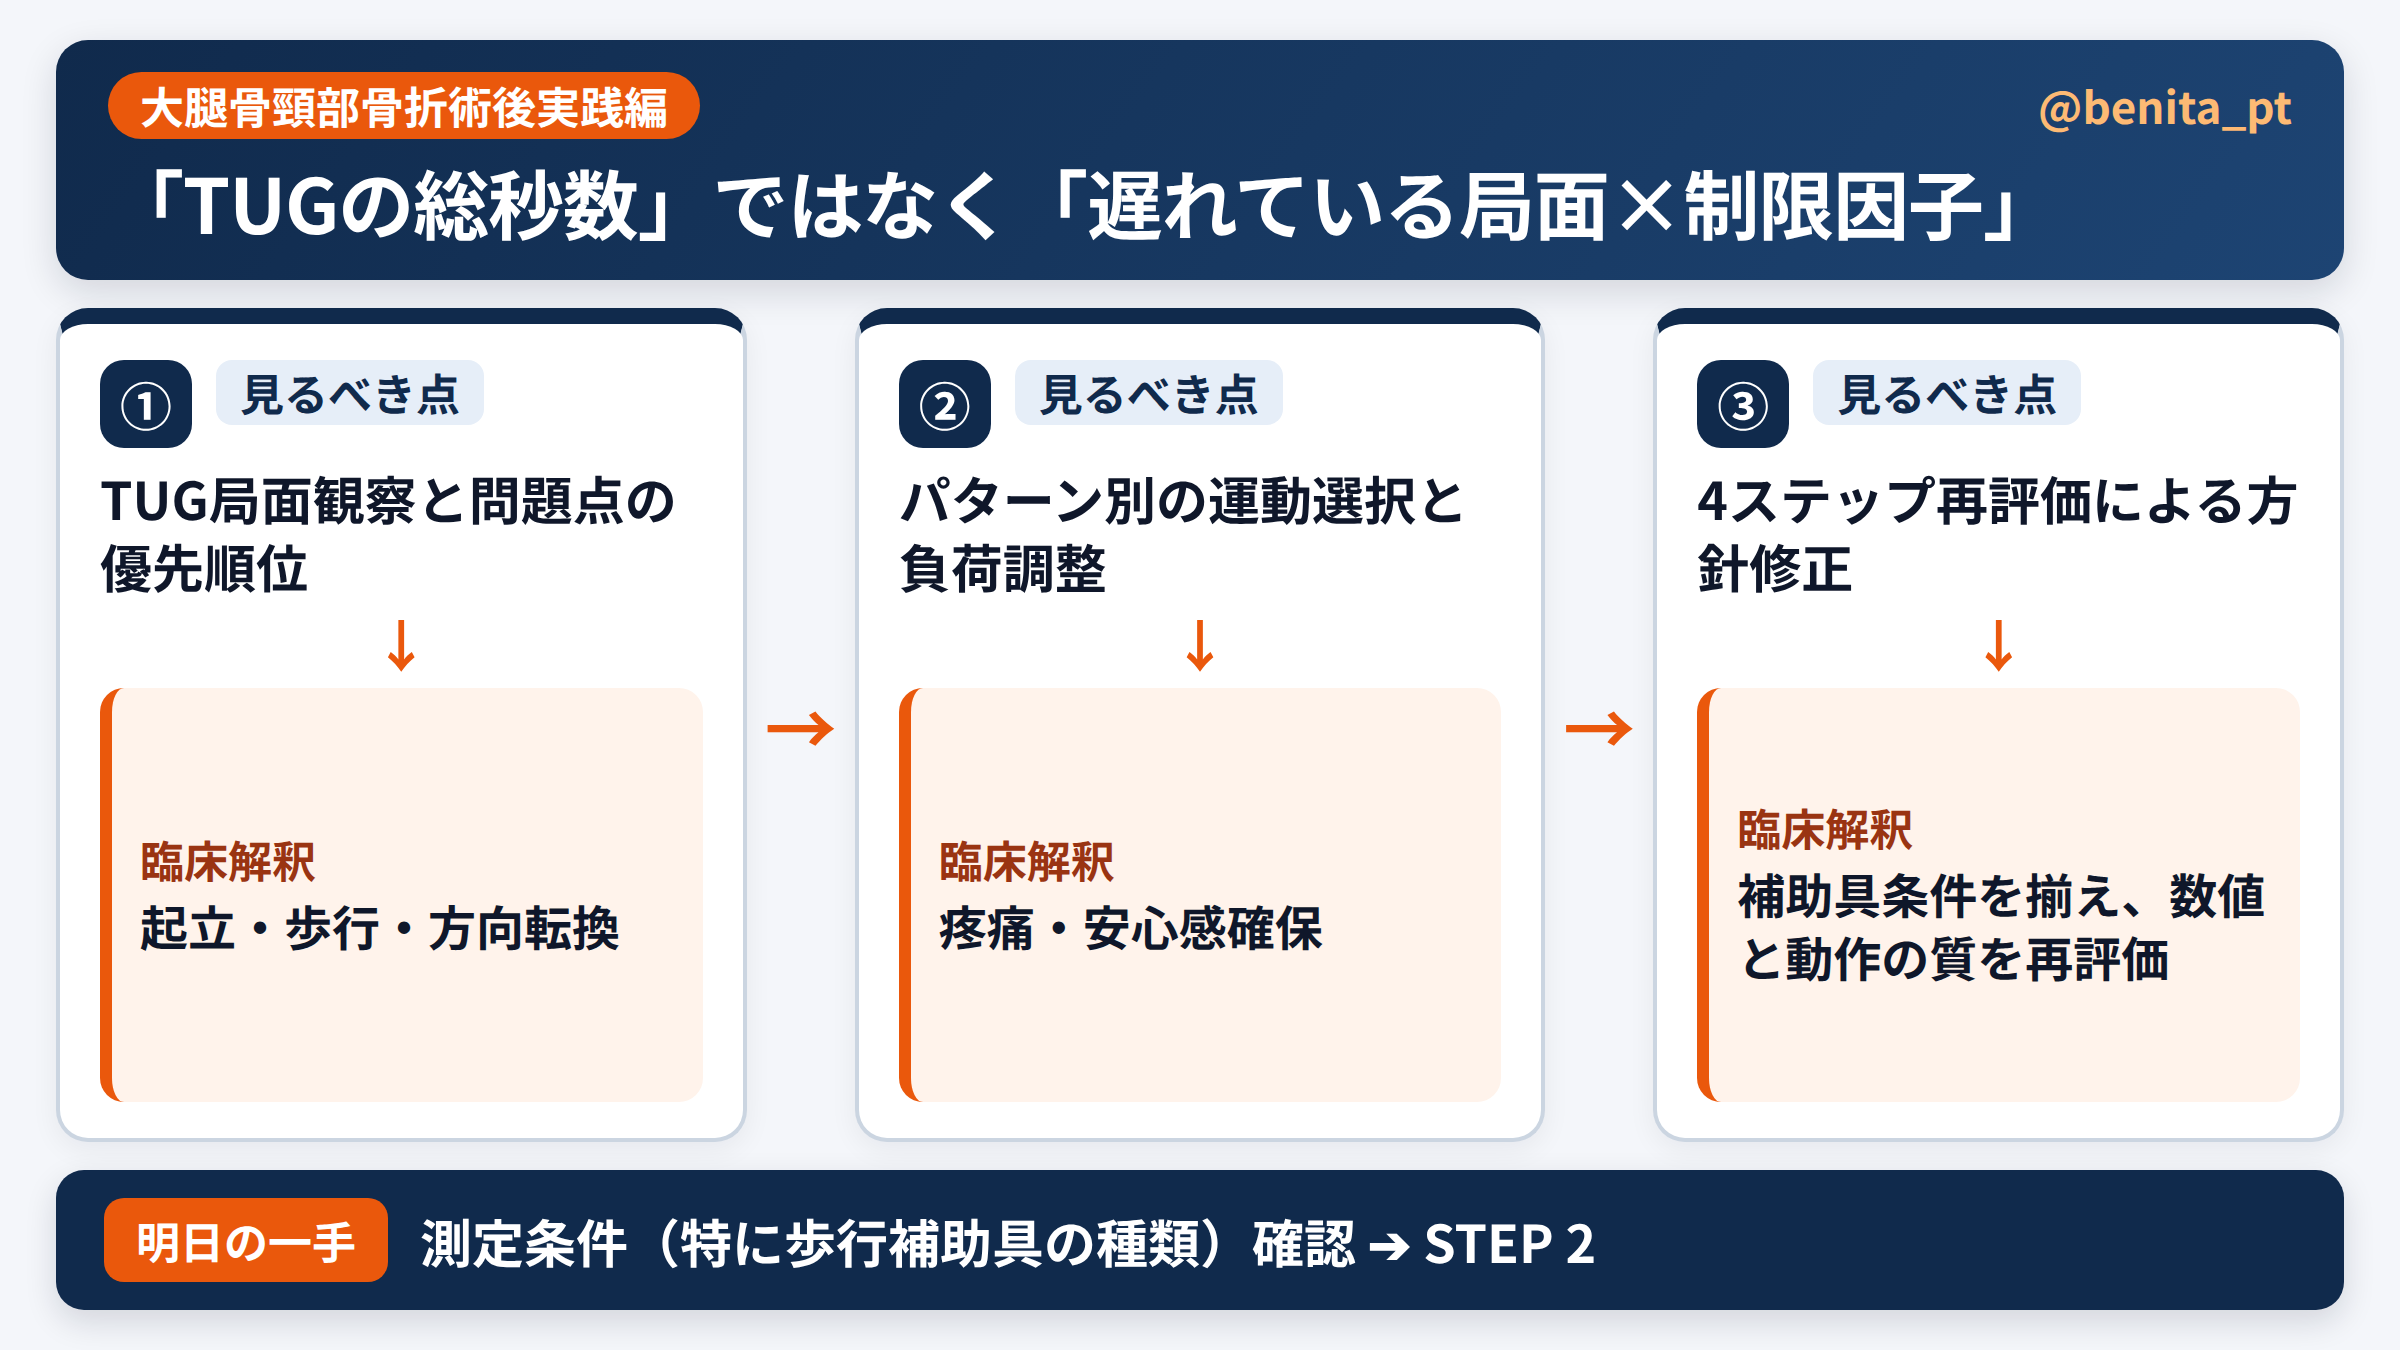 大腿骨頸部骨折術後実践編
@benita_pt
「TUGの総秒数」ではなく「遅れている局面×制限因子」
① 見るべき点
TUG局面観察と問題点の
優先順位
↓
臨床解釈
起立・歩行・方向転換
→
② 見るべき点
パターン別の運動選択と
負荷調整
↓
臨床解釈
疼痛・安心感確保
→
③ 見るべき点
4ステップ再評価による方
針修正
↓
臨床解釈
補助具条件を揃え、数値
と動作の質を再評価
明日の一手 測定条件（特に歩行補助具の種類）確認 ➔ STEP 2